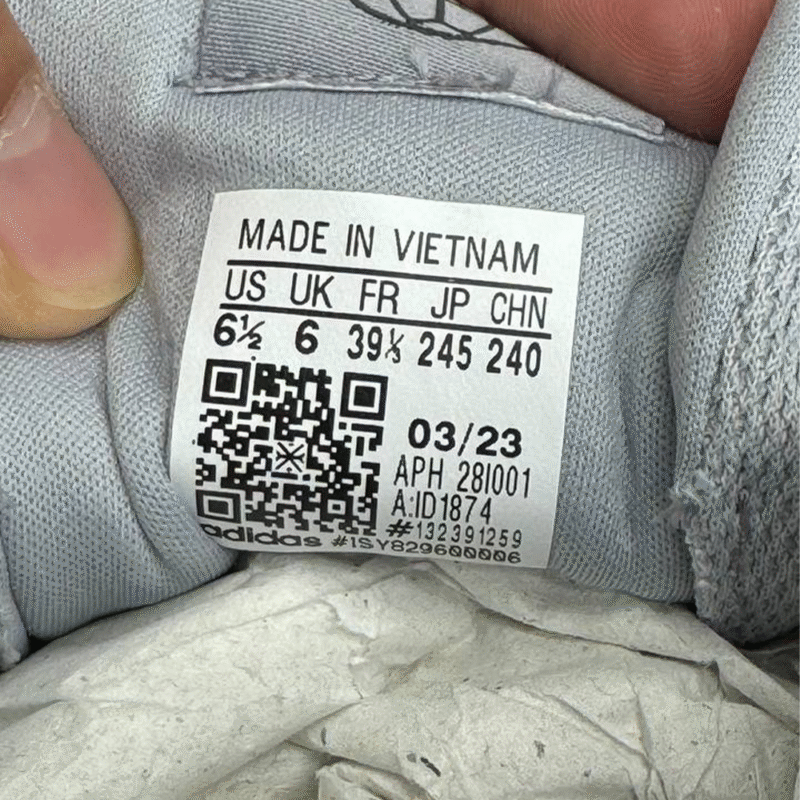 MADE IN VIETNAM
US UK FR JP CHN
6½ 6 39⅓ 245 240
03/23
APH 28I001
A:ID1874
#132391259
adidas #1SY829600006